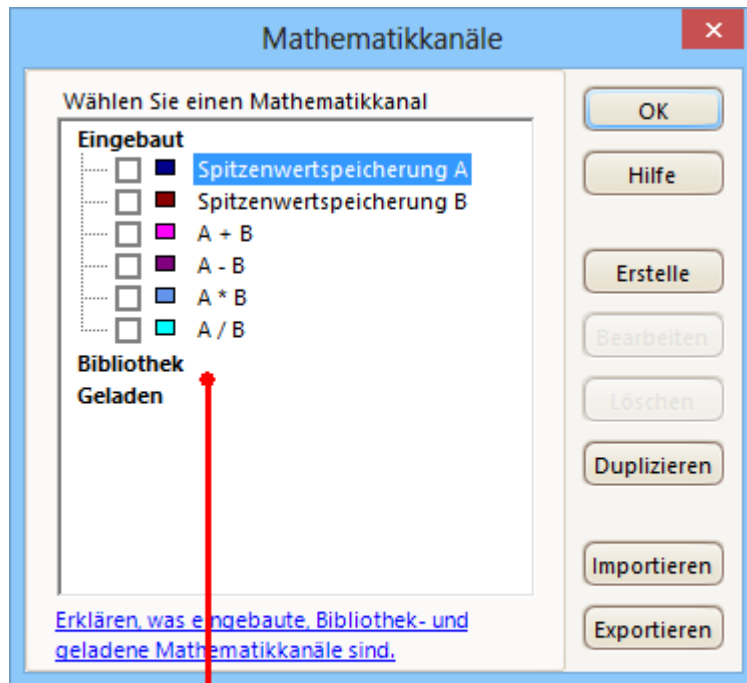 Mathematikkanäle
Wählen Sie einen Mathematikkanal
Eingebaut
Spitzenwertspeicherung A
Spitzenwertspeicherung B
A + B
A - B
A * B
A / B
Bibliothek
Geladen
Erklären, was eingebaute, Bibliothek- und
geladene Mathematikkanäle sind.
OK
Hilfe
Erstelle
Bearbeiten
Löschen
Duplizieren
Importieren
Exportieren